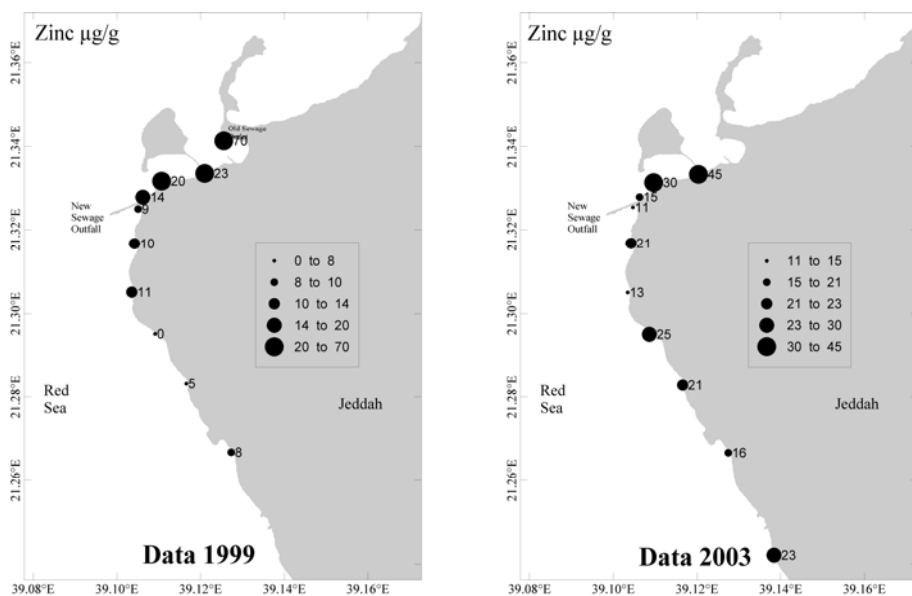 Zinc µg/g
21.36°E
21.34°E
21.32°E
21.30°E
21.28°E
21.26°E
Old Sewage
70
23
20
14
9
New
Sewage
Outfall
10
11
0
5
8
0 to 8
8 to 10
10 to 14
14 to 20
20 to 70
Red
Sea
Jeddah
Data 1999
39.08°E
39.10°E
39.12°E
39.14°E
39.16°E
Zinc µg/g
21.36°E
21.34°E
21.32°E
21.30°E
21.28°E
21.26°E
45
30
15
11
New
Sewage
Outfall
21
13
25
21
16
23
11 to 15
15 to 21
21 to 23
23 to 30
30 to 45
Red
Sea
Jeddah
Data 2003
39.08°E
39.10°E
39.12°E
39.14°E
39.16°E